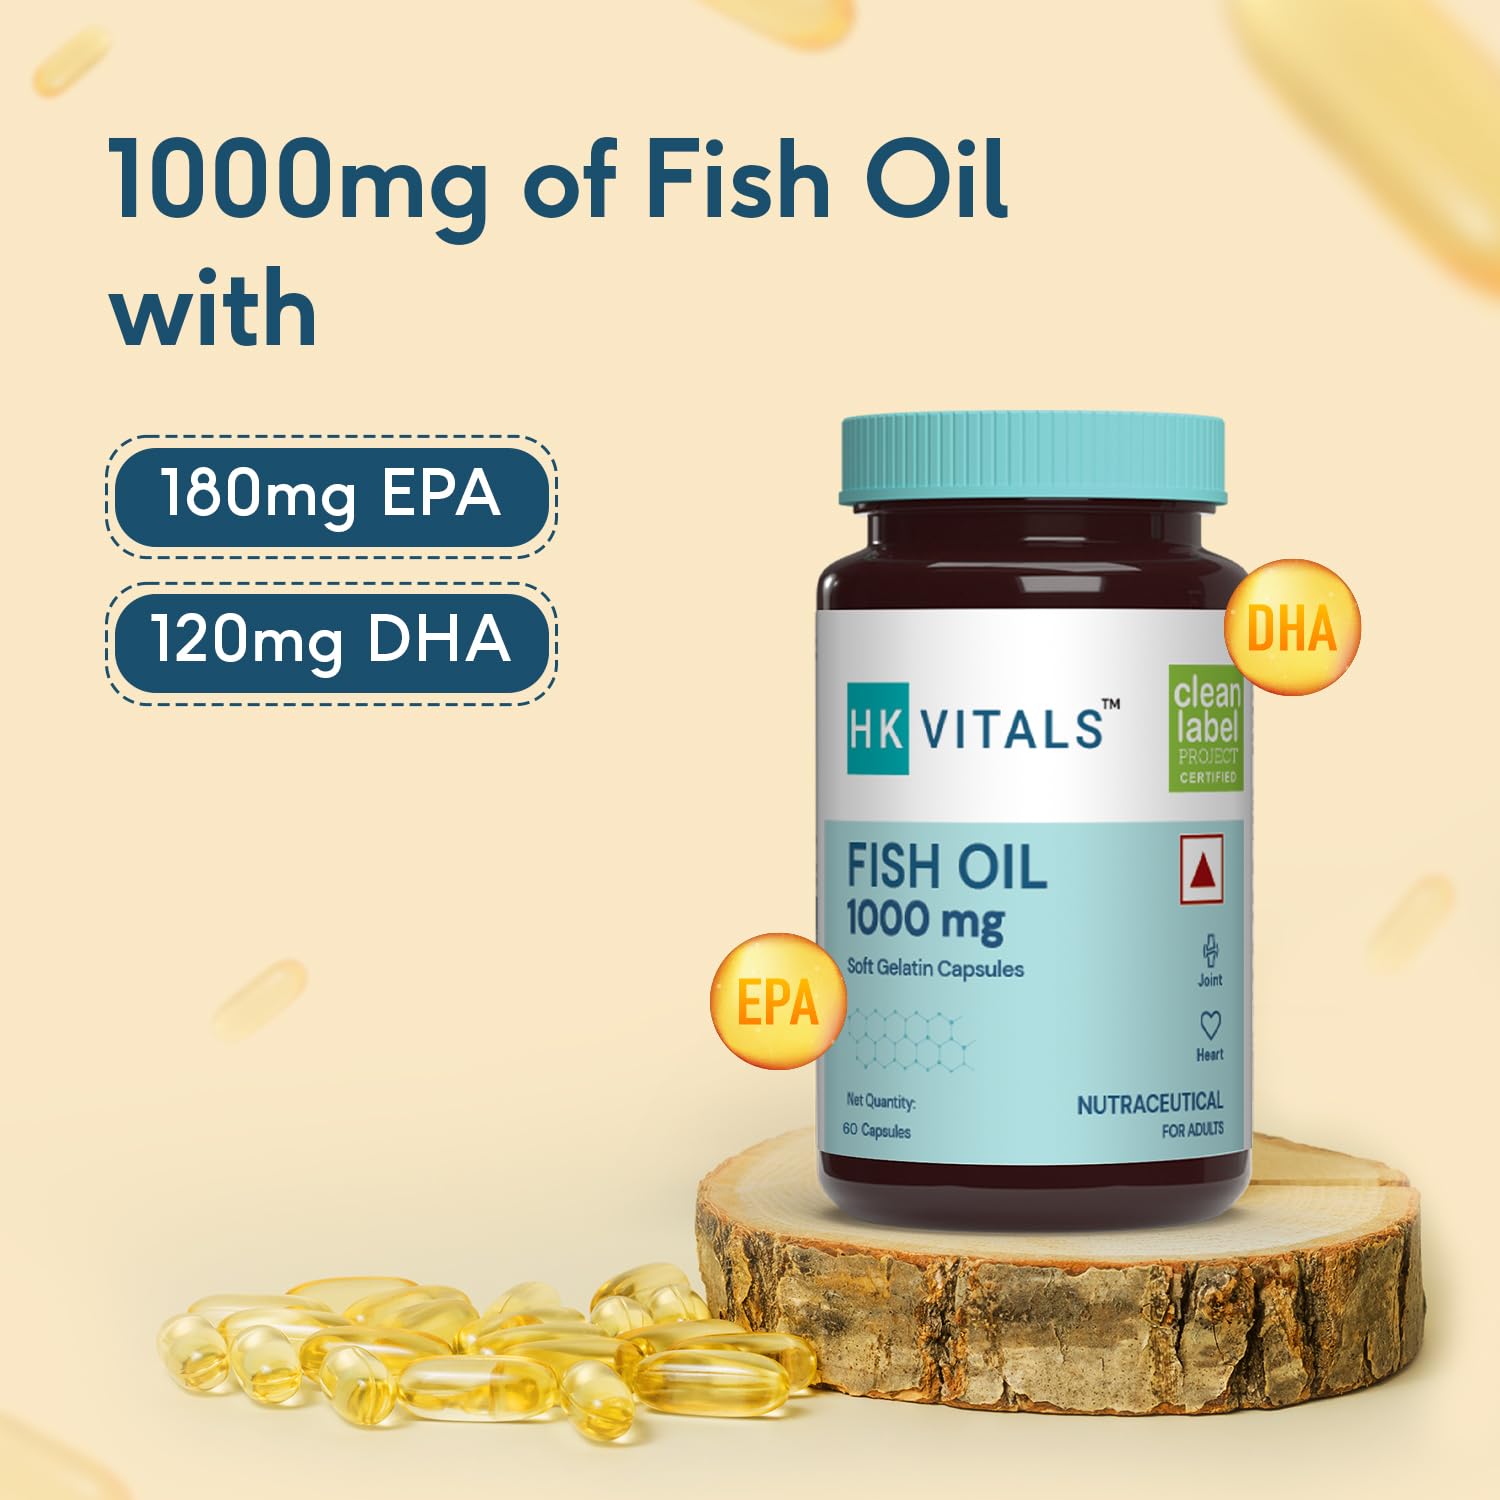 1000mg of Fish Oil
with
180mg EPA
120mg DHA
DHA
HK VITALS™
clean
label
PROJECT
CERTIFIED
FISH OIL
1000 mg
Soft Gelatin Capsules
EPA
Joint
Heart
Net Quantity:
60 Capsules
NUTRACEUTICAL
FOR ADULTS